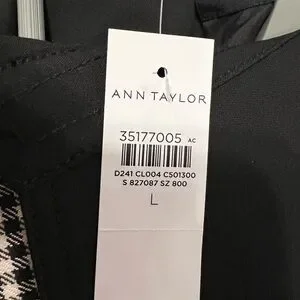 ANN TAYLOR
35177005 AC
D241 CL004 C501300
S 827087 SZ 800
L